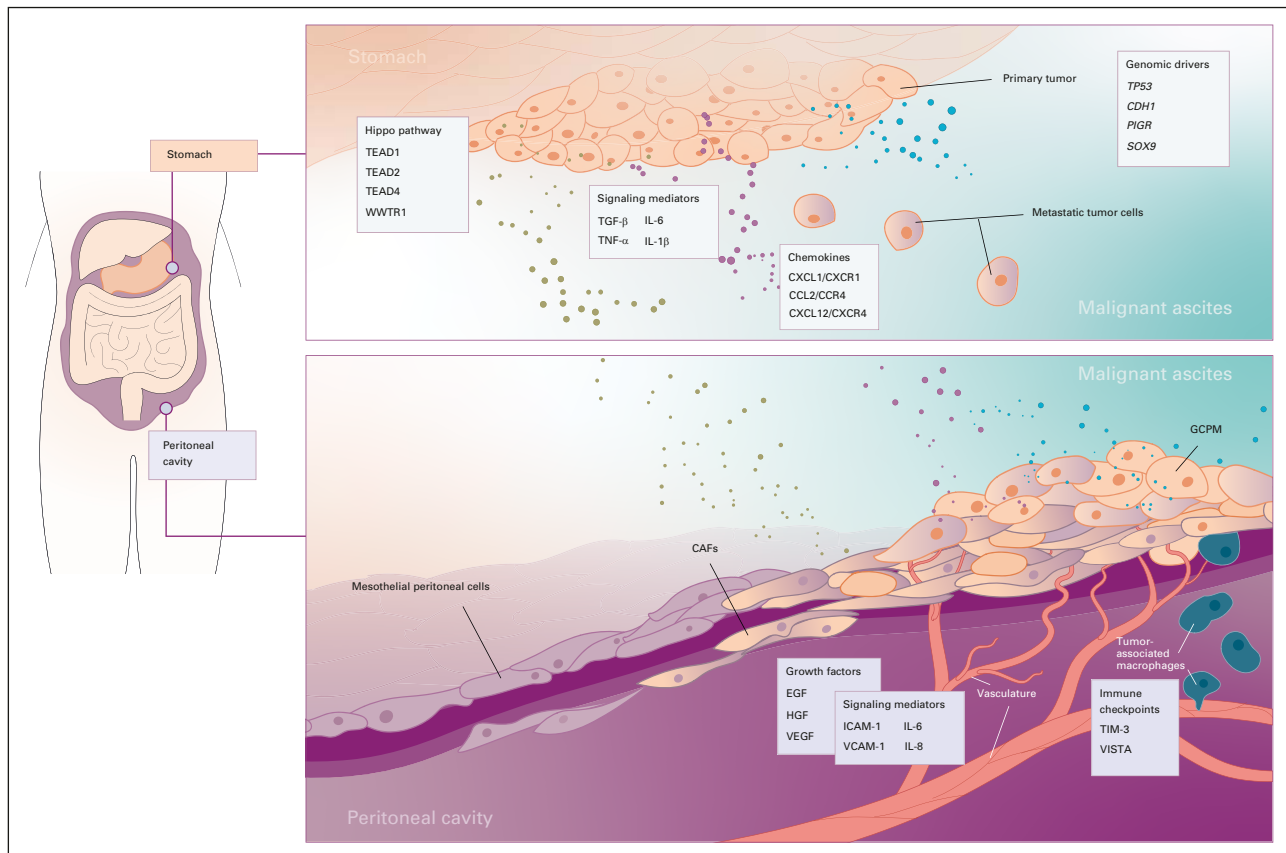 Stomach
Peritoneal
cavity
Stomach
Primary tumor
Genomic drivers
TP53
CDH1
PIGR
SOX9
Hippo pathway
TEAD1
TEAD2
TEAD4
WWTR1
Signaling mediators
TGF-β IL-6
TNF-α IL-1β
Metastatic tumor cells
Chemokines
CXCL1/CXCR1
CCL2/CCR4
CXCL12/CXCR4
Malignant ascites
Malignant ascites
GCPM
CAFs
Mesothelial peritoneal cells
Tumor-
associated
macrophages
Growth factors
EGF
HGF
VEGF
Signaling mediators
ICAM-1 IL-6
VCAM-1 IL-8
Vasculature
Immune
checkpoints
TIM-3
VISTA
Peritoneal cavity